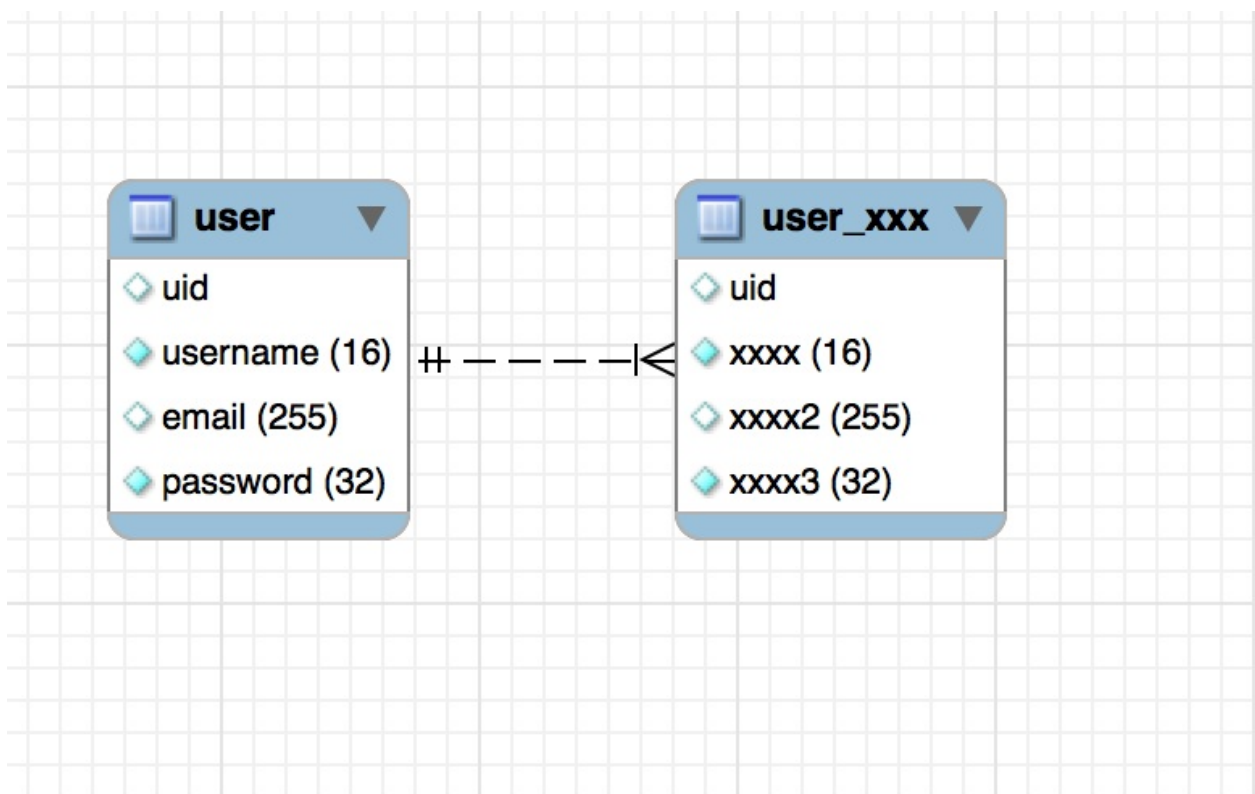 user
uid
username (16)
email (255)
password (32)
user_xxx
uid
xxxx (16)
xxxx2 (255)
xxxx3 (32)